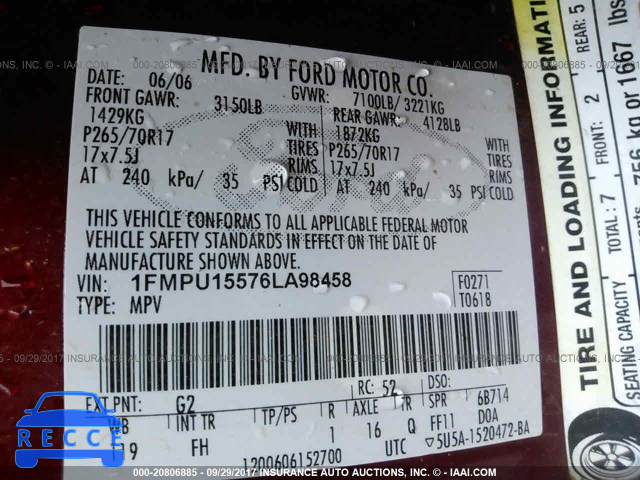 MFD. BY FORD MOTOR CO.
DATE: 06/06 GVWR: 7100LB/ 3221KG
FRONT GAWR: 3150LB REAR GAWR: 4128LB
1429KG WITH 1872KG WITH
P265/70R17 TIRES P265/70R17 TIRES
17x7.5J RIMS 17x7.5J RIMS
AT 240 kPa/ 35 PSI COLD AT 240 kPa/ 35 PSI COLD
Ford
THIS VEHICLE CONFORMS TO ALL APPLICABLE FEDERAL MOTOR
VEHICLE SAFETY STANDARDS IN EFFECT ON THE DATE OF
MANUFACTURE SHOWN ABOVE.
VIN: 1FMPU15576LA98458 F0271
TYPE: MPV T0618
EXT PNT: G2 RC: 52 DSO:
WB INT TR TP/PS R AXLE TR SPR 6B714
119 FH 1 16 Q FF11 DOA
1200606152700 UTC ▽5U5A-1520472-BA
TIRE AND LOADING INFORMATI
SEATING CAPACITY TOTAL : 7 FRONT : 2 REAR: 5
756 kg or 1667 lbs
000-20806885 - 09/29/2017 - INSURANCE AUTO AUCTIONS, INC. - IAAI.COM
BIDCARS